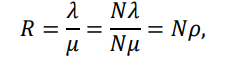 R = λ/μ = Nλ/Nμ = Nρ,